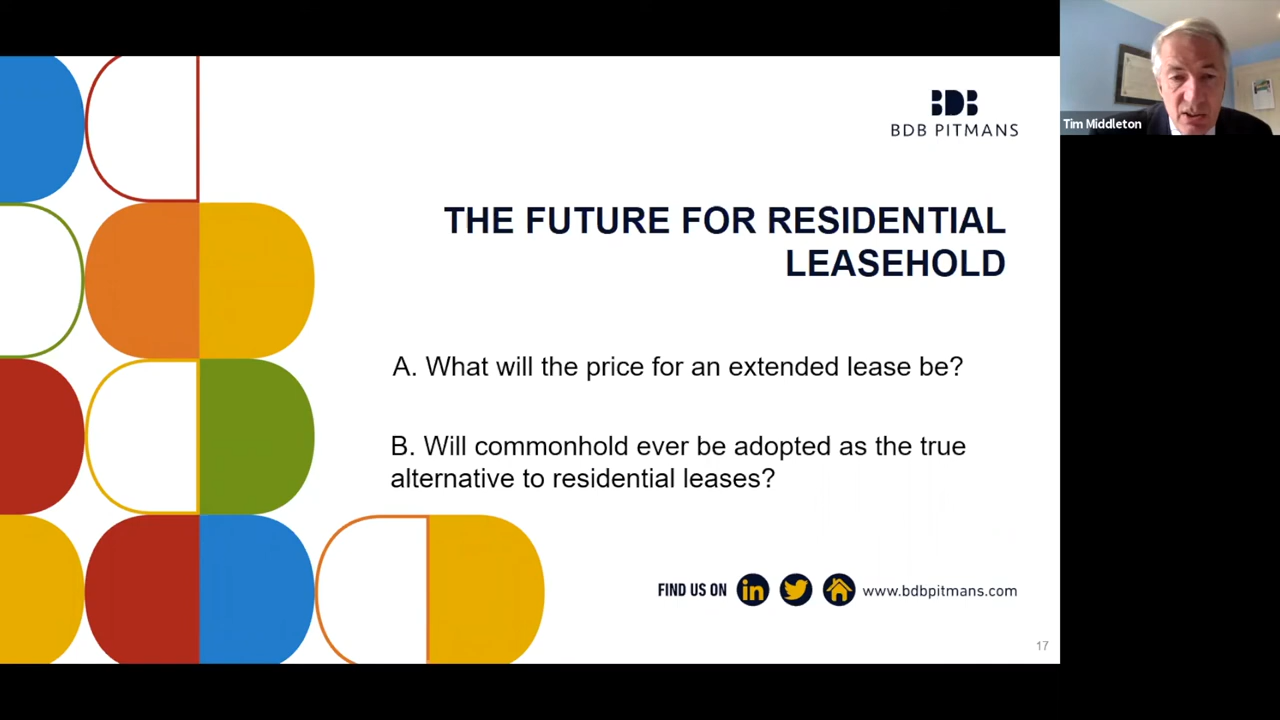 BDB
BDB PITMANS
Tim Middleton
THE FUTURE FOR RESIDENTIAL
LEASEHOLD
A. What will the price for an extended lease be?
B. Will commonhold ever be adopted as the true
alternative to residential leases?
FIND US ON in www.bdbpitmans.com
17